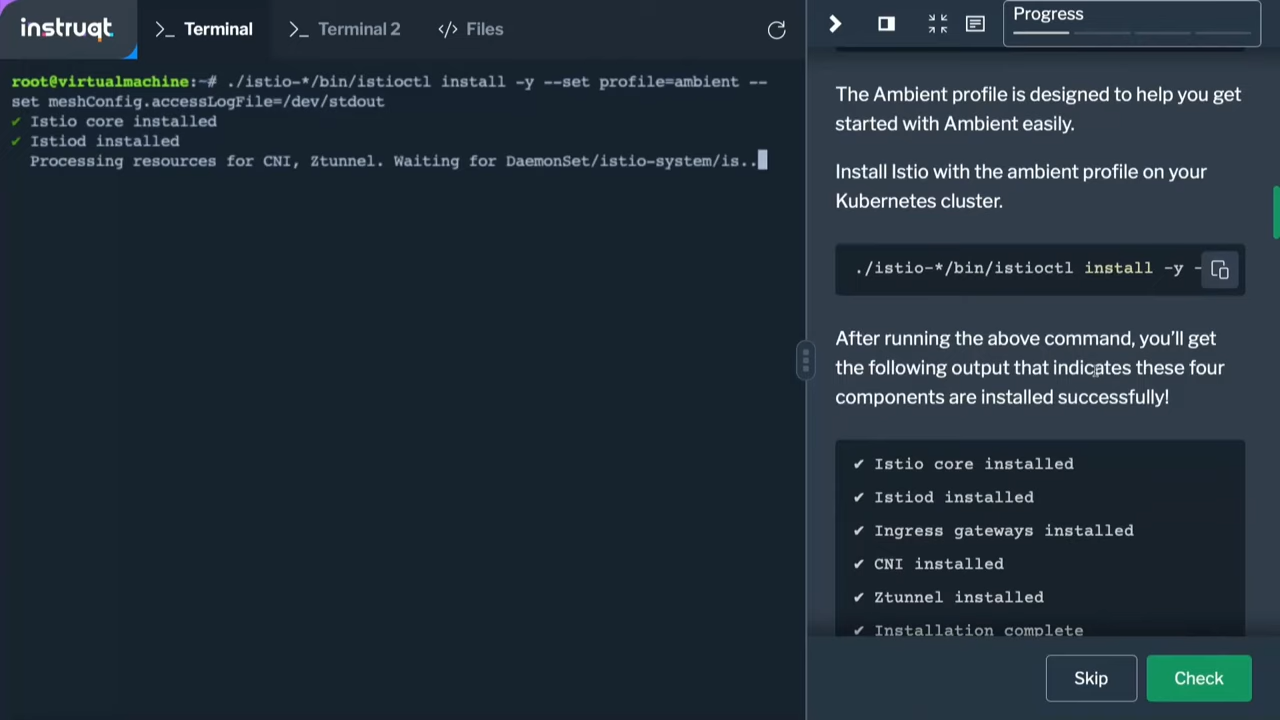 instruqt
>_ Terminal
>_ Terminal 2
</> Files
Progress
root@virtualmachine:~# ./istio-*/bin/istioctl install -y --set profile=ambient --
set meshConfig.accessLogFile=/dev/stdout
✔ Istio core installed
✔ Istiod installed
Processing resources for CNI, Ztunnel. Waiting for DaemonSet/istio-system/is..
The Ambient profile is designed to help you get
started with Ambient easily.
Install Istio with the ambient profile on your
Kubernetes cluster.
./istio-*/bin/istioctl install -y -
After running the above command, you'll get
the following output that indicates these four
components are installed successfully!
✔ Istio core installed
✔ Istiod installed
✔ Ingress gateways installed
✔ CNI installed
✔ Ztunnel installed
✔ Installation complete
Skip
Check